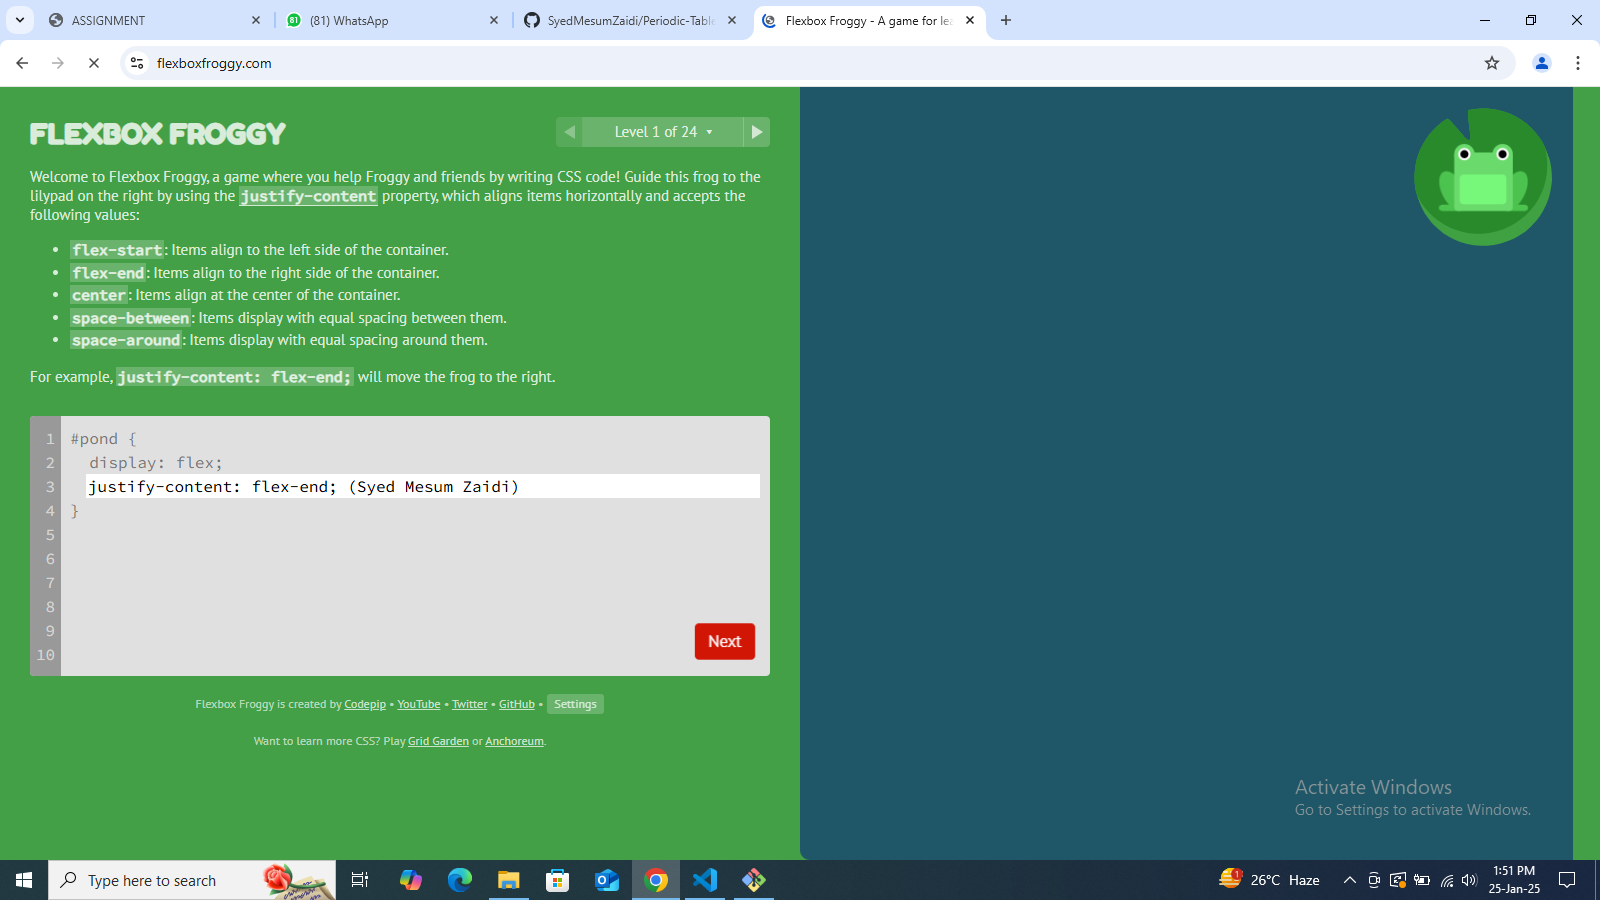 ASSIGNMENT
(81) WhatsApp
SyedMesumZaidi/Periodic-Table
Flexbox Froggy - A game for lea
flexboxfroggy.com
FLEXBOX FROGGY
Level 1 of 24
Welcome to Flexbox Froggy, a game where you help Froggy and friends by writing CSS code! Guide this frog to the
lilypad on the right by using the justify-content property, which aligns items horizontally and accepts the
following values:
• flex-start: Items align to the left side of the container.
• flex-end: Items align to the right side of the container.
• center: Items align at the center of the container.
• space-between: Items display with equal spacing between them.
• space-around: Items display with equal spacing around them.
For example, justify-content: flex-end; will move the frog to the right.
1 #pond {
2 display: flex;
3 justify-content: flex-end; (Syed Mesum Zaidi)
4 }
5
6
7
8
9
10
Next
Flexbox Froggy is created by Codepip • YouTube • Twitter • GitHub • Settings
Want to learn more CSS? Play Grid Garden or Anchoreum.
Activate Windows
Go to Settings to activate Windows.
Type here to search
1
26°C Haze
1:51 PM
25-Jan-25